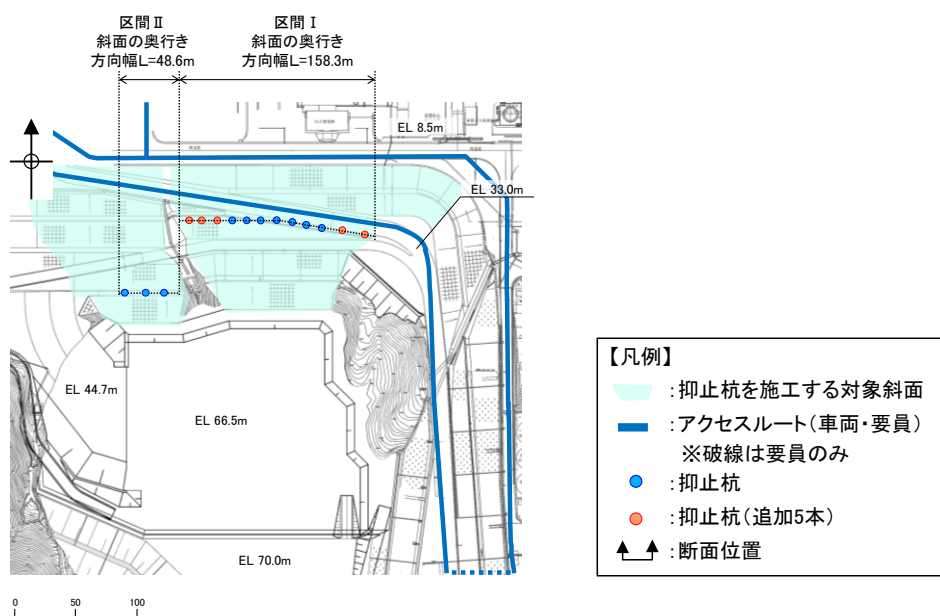 区間Ⅱ
斜面の奥行き
方向幅L=48.6m
区間Ⅰ
斜面の奥行き
方向幅L=158.3m
EL 8.5m
EL 33.0m
EL 44.7m
EL 66.5m
EL 70.0m
0 50 100
【凡例】
:抑止杭を施工する対象斜面
:アクセスルート(車両・要員)
※破線は要員のみ
:抑止杭
:抑止杭(追加5本)
:断面位置